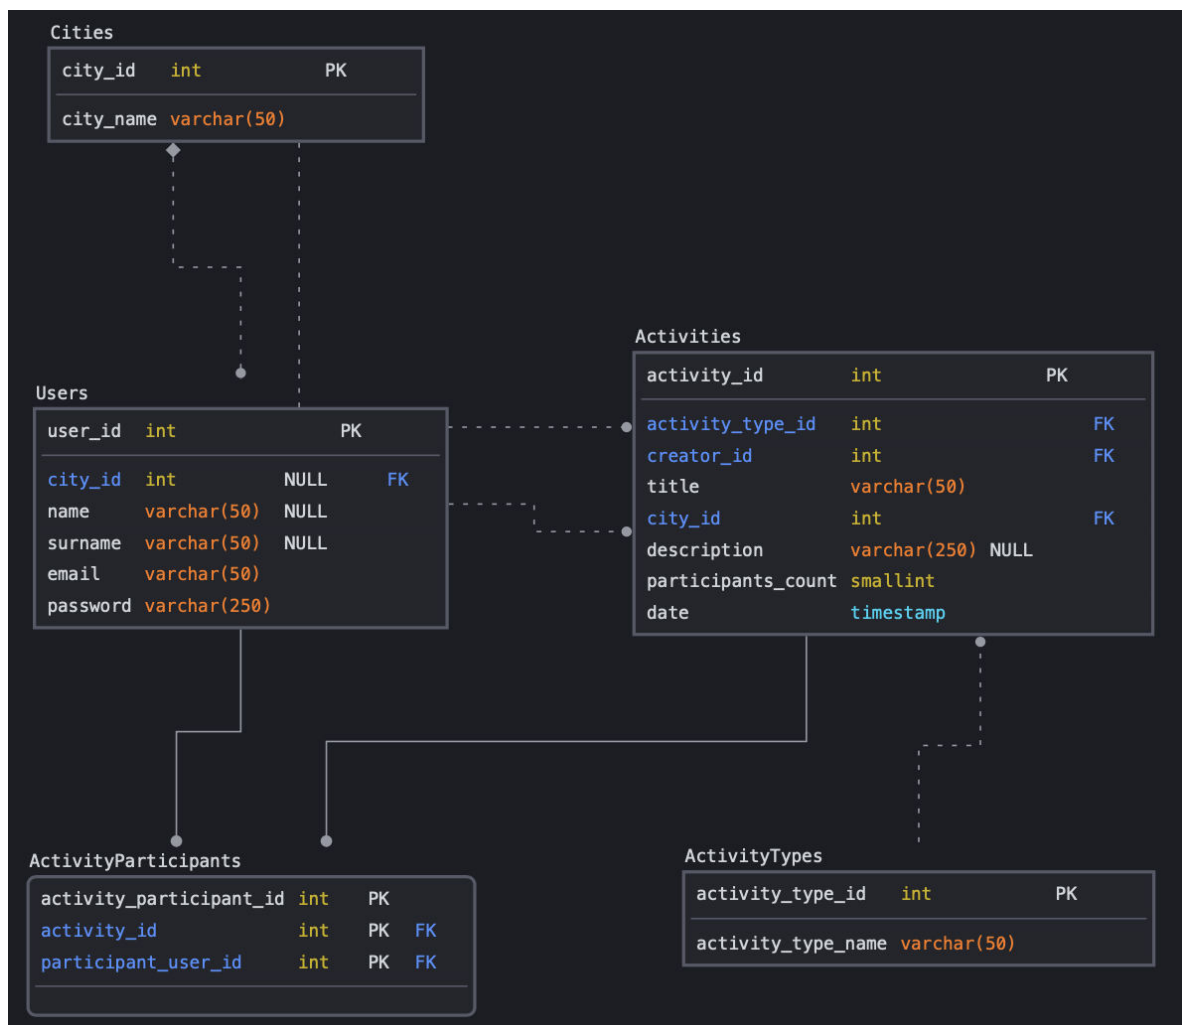 Cities
city_id int PK
city_name varchar(50)
Users
user_id int PK
city_id int NULL FK
name varchar(50) NULL
surname varchar(50) NULL
email varchar(50)
password varchar(250)
Activities
activity_id int PK
activity_type_id int FK
creator_id int FK
title varchar(50)
city_id int FK
description varchar(250) NULL
participants_count smallint
date timestamp
ActivityParticipants
activity_participant_id int PK
activity_id int PK FK
participant_user_id int PK FK
ActivityTypes
activity_type_id int PK
activity_type_name varchar(50)